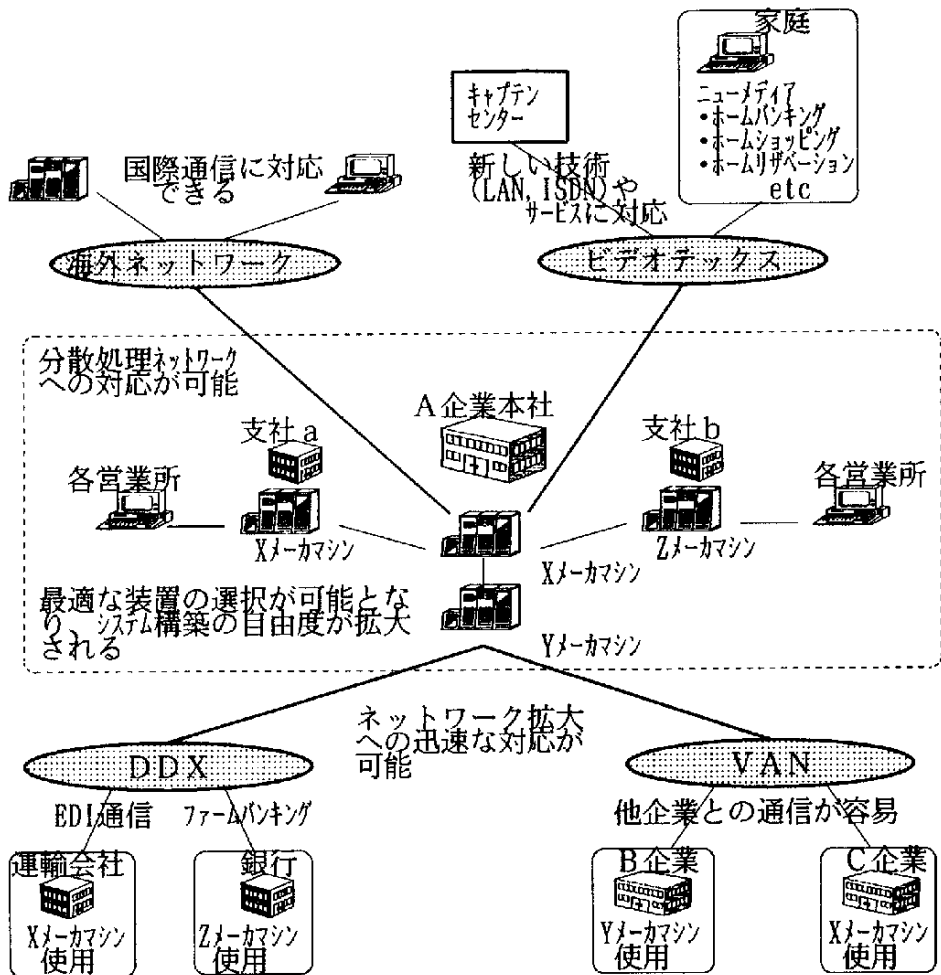 家庭
キャプテン
センター
ニューメディア
・ホームバンキング
・ホームショッピング
・ホームリザベーション
etc
国際通信に対応
できる
新しい技術
(LAN, ISDN)や
サービスに対応
海外ネットワーク
ビデオテックス
分散処理ネットワーク
への対応が可能
A企業本社
支社a
支社b
各営業所
各営業所
Xメーカマシン
Zメーカマシン
Xメーカマシン
最適な装置の選択が可能とな
り、システム構築の自由度が拡大
される
Yメーカマシン
ネットワーク拡大
への迅速な対応が
可能
DDX
VAN
EDI通信
ファームバンキング
他企業との通信が容易
運輸会社
Xメーカマシン
使用
銀行
Zメーカマシン
使用
B企業
Yメーカマシン
使用
C企業
Xメーカマシン
使用